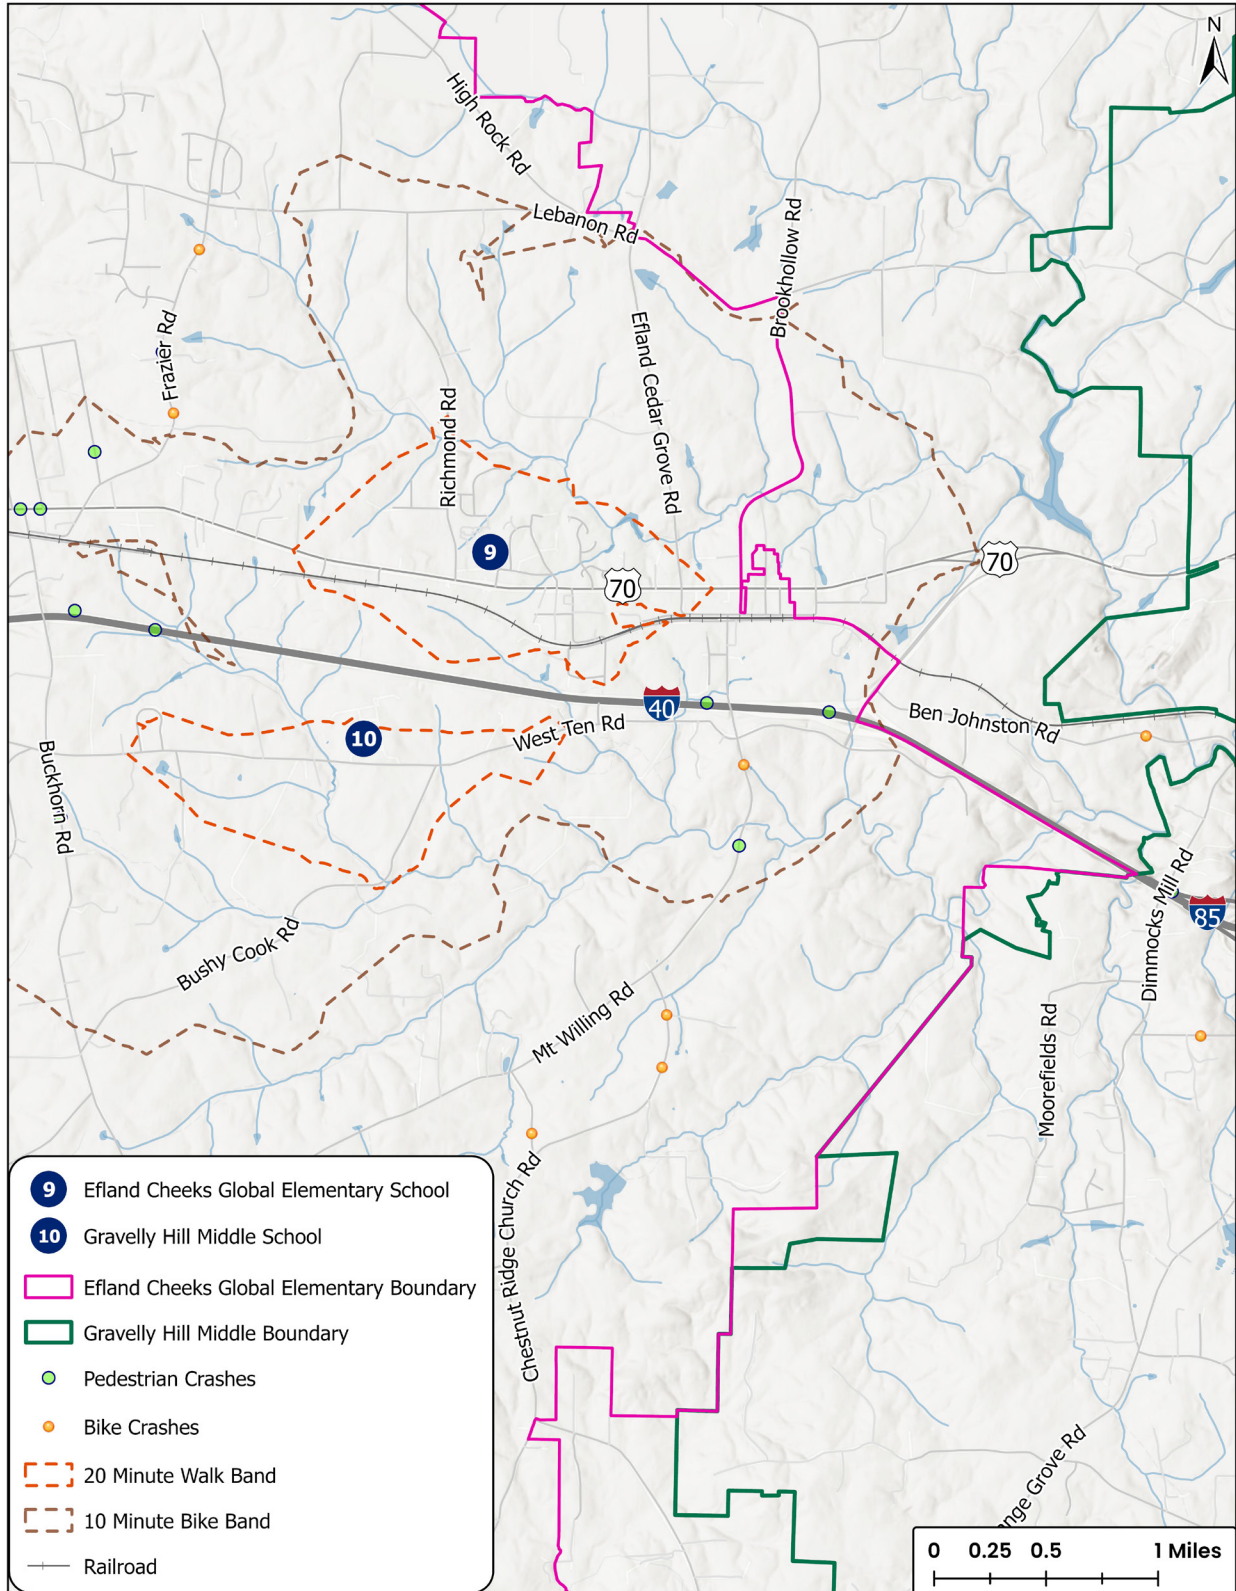 N
High Rock Rd
Lebanon Rd
Brookhollow Rd
Frazier Rd
Efland Cedar Grove Rd
Richmond Rd
9
70
70
40
10
West Ten Rd
Ben Johnston Rd
Buckhorn Rd
Dimmocks Mill Rd
85
Bushy Cook Rd
Mt Willing Rd
Moorefields Rd
Chestnut Ridge Church Rd
ange Grove Rd
9 Efland Cheeks Global Elementary School
10 Gravelly Hill Middle School
Efland Cheeks Global Elementary Boundary
Gravelly Hill Middle Boundary
Pedestrian Crashes
Bike Crashes
20 Minute Walk Band
10 Minute Bike Band
Railroad
0 0.25 0.5 1 Miles